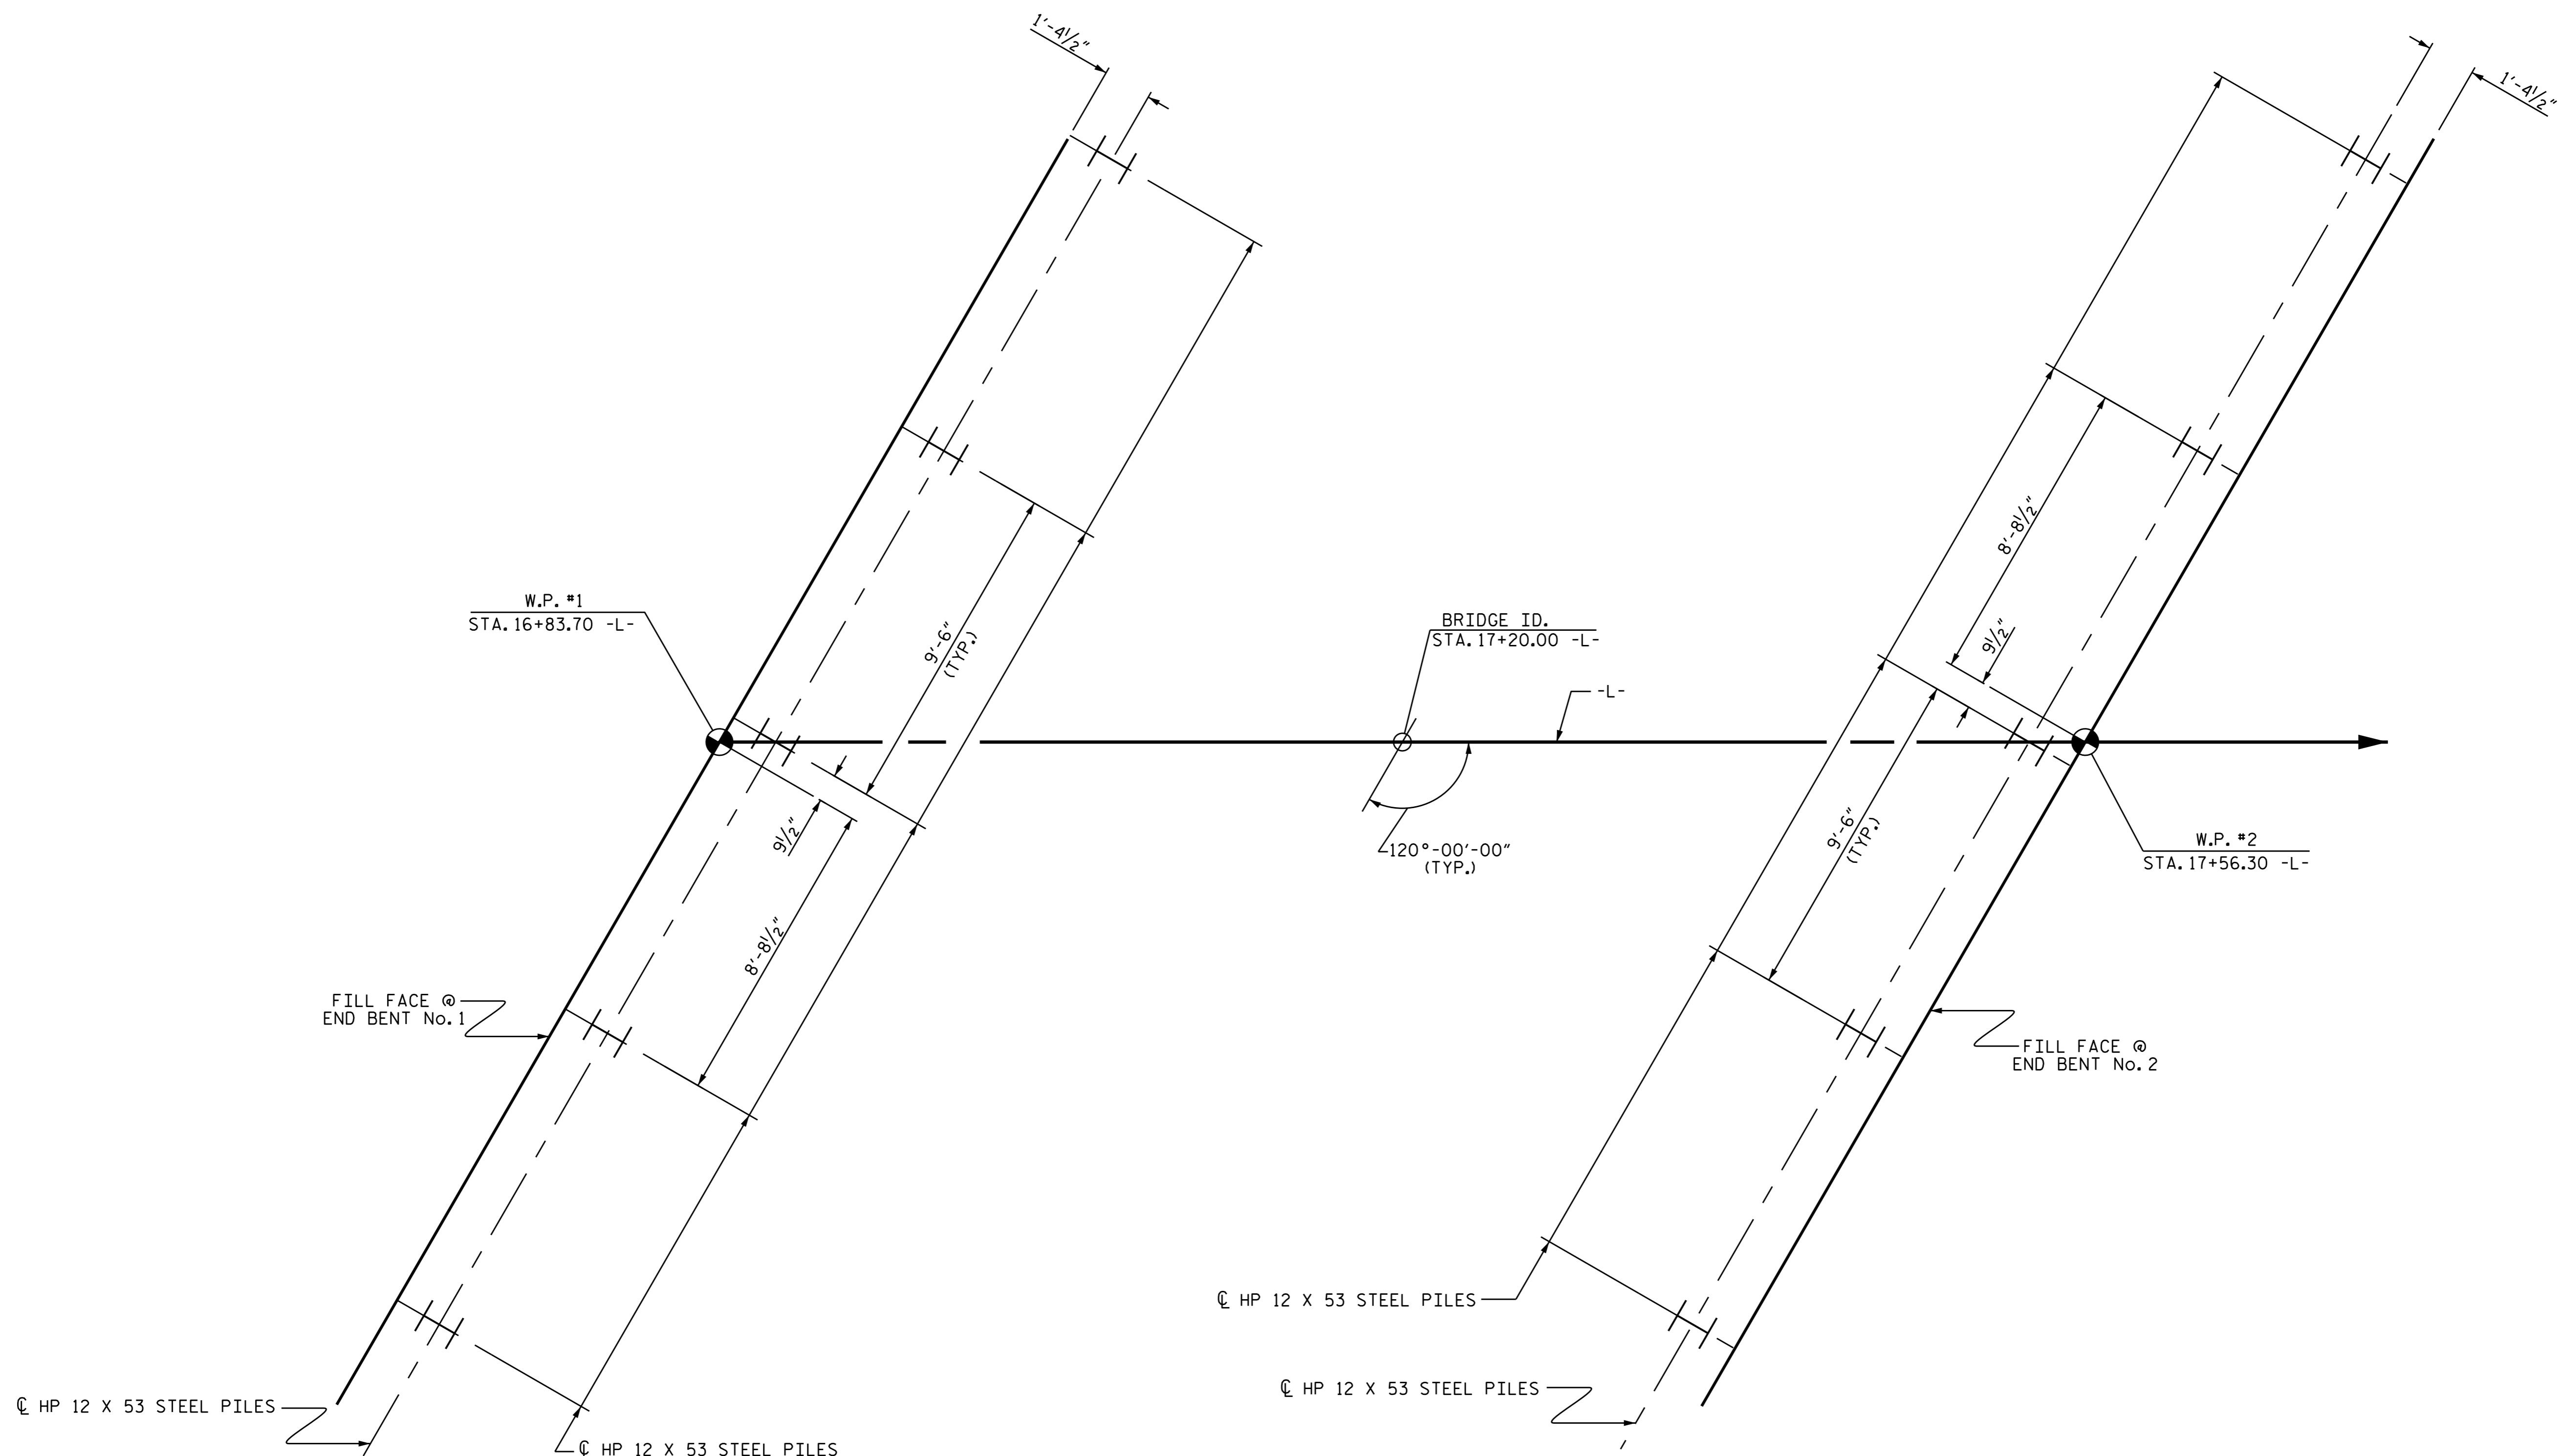 1'-4½"
1'-4½"
8'-8½"
W.P. #1
STA. 16+83.70 -L-
9'-6"
(TYP.)
BRIDGE ID.
STA. 17+20.00 -L-
9½"
-L-
9½"
120°-00'-00"
(TYP.)
9'-6"
(TYP.)
W.P. #2
STA. 17+56.30 -L-
8'-8½"
FILL FACE @
END BENT No. 1
FILL FACE @
END BENT No. 2
℄ HP 12 X 53 STEEL PILES
℄ HP 12 X 53 STEEL PILES
℄ HP 12 X 53 STEEL PILES
℄ HP 12 X 53 STEEL PILES